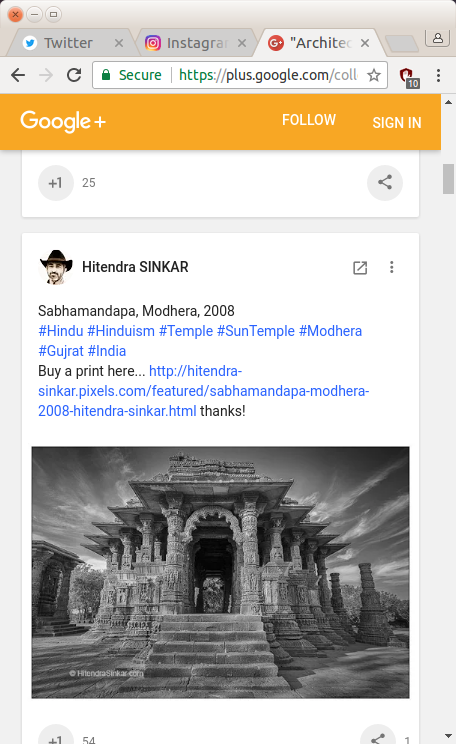 Twitter
Instagram
"Architec
Secure
https://plus.google.com/coll
10
Google+
FOLLOW
SIGN IN
+1
25
Hitendra SINKAR
Sabhamandapa, Modhera, 2008
#Hindu #Hinduism #Temple #SunTemple #Modhera
#Gujrat #India
Buy a print here... http://hitendra-
sinkar.pixels.com/featured/sabhamandapa-modhera-
2008-hitendra-sinkar.html thanks!
© HitendraSinkar.com
+1
54
1